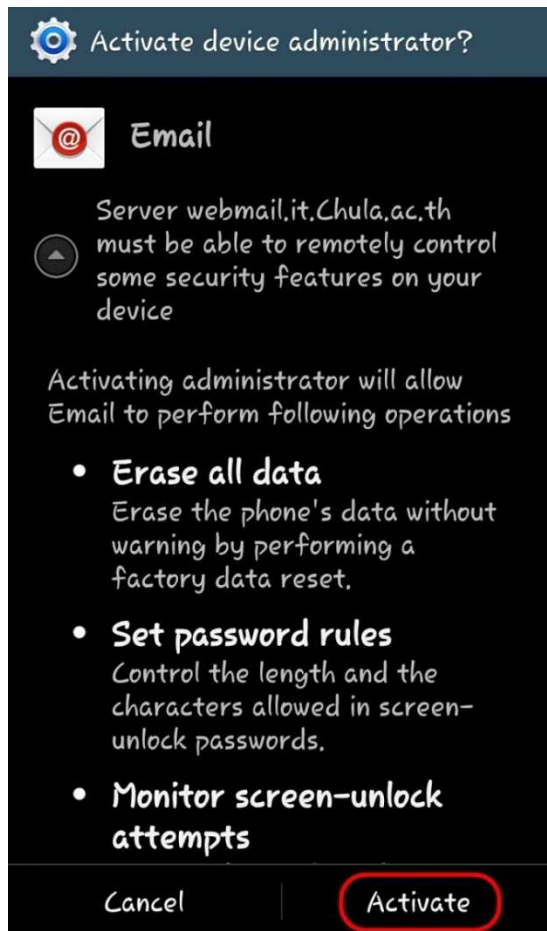 Activate device administrator?
@
Email
Server webmail.it.Chula.ac.th
must be able to remotely control
some security features on your
device
Activating administrator will allow
Email to perform following operations
• Erase all data
Erase the phone's data without
warning by performing a
factory data reset.
• Set password rules
Control the length and the
characters allowed in screen-
unlock passwords.
• Monitor screen-unlock
attempts
Cancel
Activate